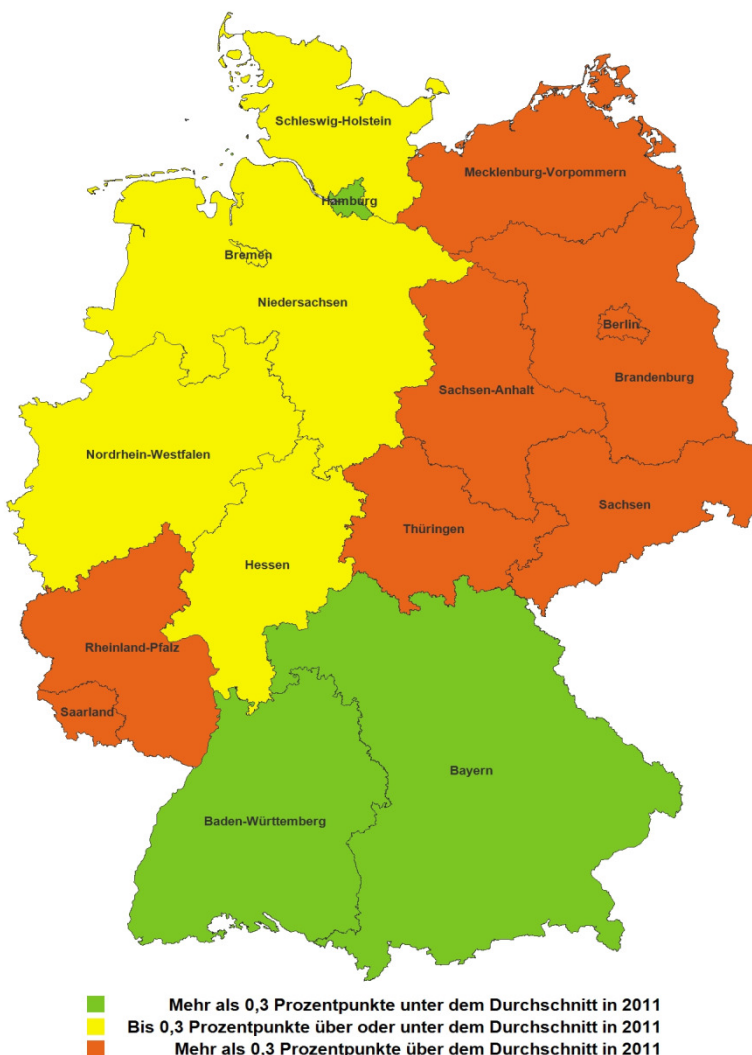 Schleswig-Holstein
Mecklenburg-Vorpommern
Hamburg
Bremen
Niedersachsen
Berlin
Brandenburg
Sachsen-Anhalt
Nordrhein-Westfalen
Sachsen
Thüringen
Hessen
Rheinland-Pfalz
Saarland
Bayern
Baden-Württemberg
Mehr als 0,3 Prozentpunkte unter dem Durchschnitt in 2011
Bis 0,3 Prozentpunkte über oder unter dem Durchschnitt in 2011
Mehr als 0.3 Prozentpunkte über dem Durchschnitt in 2011